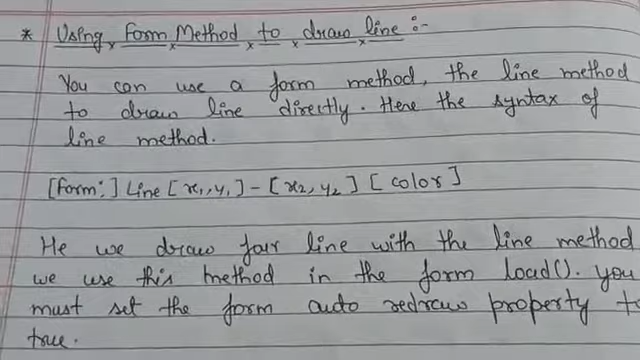 * Using Form Method to draw line :-
You can use a form method, the line method
to draw line directly. Here the syntax of
line method.
[Form:] Line [x₁, y₁] - [x₂, y₂] [color]
He we draw four line with the line method
we use this method in the form load(). you
must set the form auto redraw property to
true.